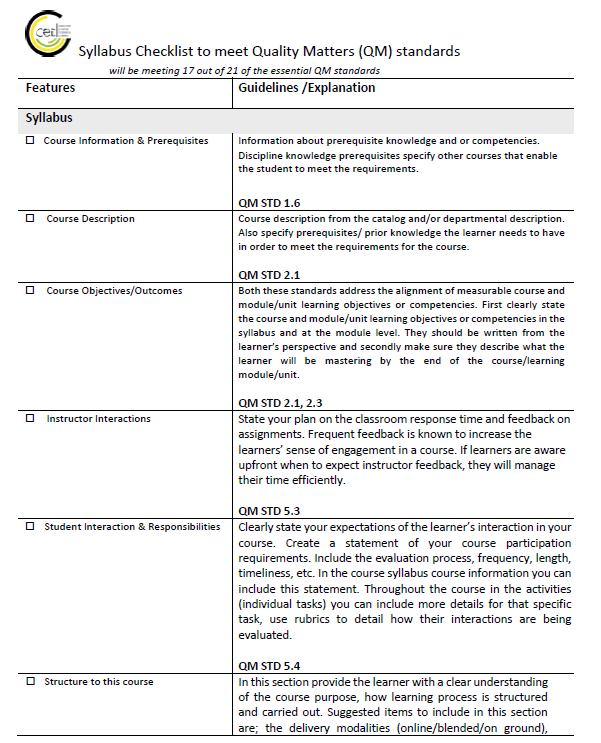 cetl
Syllabus Checklist to meet Quality Matters (QM) standards
will be meeting 17 out of 21 of the essential QM standards
Features
Guidelines /Explanation
Syllabus
☐ Course Information & Prerequisites
Information about prerequisite knowledge and or competencies.
Discipline knowledge prerequisites specify other courses that enable
the student to meet the requirements.
QM STD 1.6
☐ Course Description
Course description from the catalog and/or departmental description.
Also specify prerequisites/ prior knowledge the learner needs to have
in order to meet the requirements for the course.
QM STD 2.1
☐ Course Objectives/Outcomes
Both these standards address the alignment of measurable course and
module/unit learning objectives or competencies. First clearly state
the course and module/unit learning objectives or competencies in the
syllabus and at the module level. They should be written from the
learner's perspective and secondly make sure they describe what the
learner will be mastering by the end of the course/learning
module/unit.
QM STD 2.1, 2.3
☐ Instructor Interactions
State your plan on the classroom response time and feedback on
assignments. Frequent feedback is known to increase the
learners' sense of engagement in a course. If learners are aware
upfront when to expect instructor feedback, they will manage
their time efficiently.
QM STD 5.3
☐ Student Interaction & Responsibilities
Clearly state your expectations of the learner's interaction in your
course. Create a statement of your course participation
requirements. Include the evaluation process, frequency, length,
timeliness, etc. In the course syllabus course information you can
include this statement. Throughout the course in the activities
(individual tasks) you can include more details for that specific
task, use rubrics to detail how their interactions are being
evaluated.
QM STD 5.4
☐ Structure to this course
In this section provide the learner with a clear understanding
of the course purpose, how learning process is structured
and carried out. Suggested items to include in this section
are; the delivery modalities (online/blended/on ground),